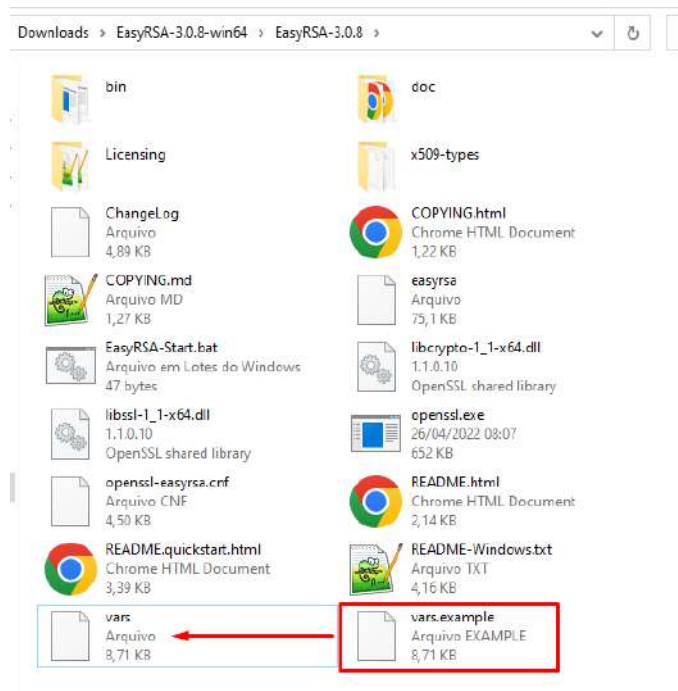 Downloads > EasyRSA-3.0.8-win64 > EasyRSA-3.0.8 >
bin
doc
Licensing
x509-types
ChangeLog
Arquivo
4,89 KB
COPYING.html
Chrome HTML Document
1,22 KB
COPYING.md
Arquivo MD
1,27 KB
easyrsa
Arquivo
75,1 KB
EasyRSA-Start.bat
Arquivo em Lotes do Windows
47 bytes
libcrypto-1_1-x64.dll
1.1.0.10
OpenSSL shared library
libssl-1_1-x64.dll
1.1.0.10
OpenSSL shared library
openssl.exe
26/04/2022 08:07
652 KB
openssl-easyrsa.cnf
Arquivo CNF
4,50 KB
README.html
Chrome HTML Document
2,14 KB
README.quickstart.html
Chrome HTML Document
3,39 KB
README-Windows.txt
Arquivo TXT
4,16 KB
vars
Arquivo
8,71 KB
vars.example
Arquivo EXAMPLE
8,71 KB